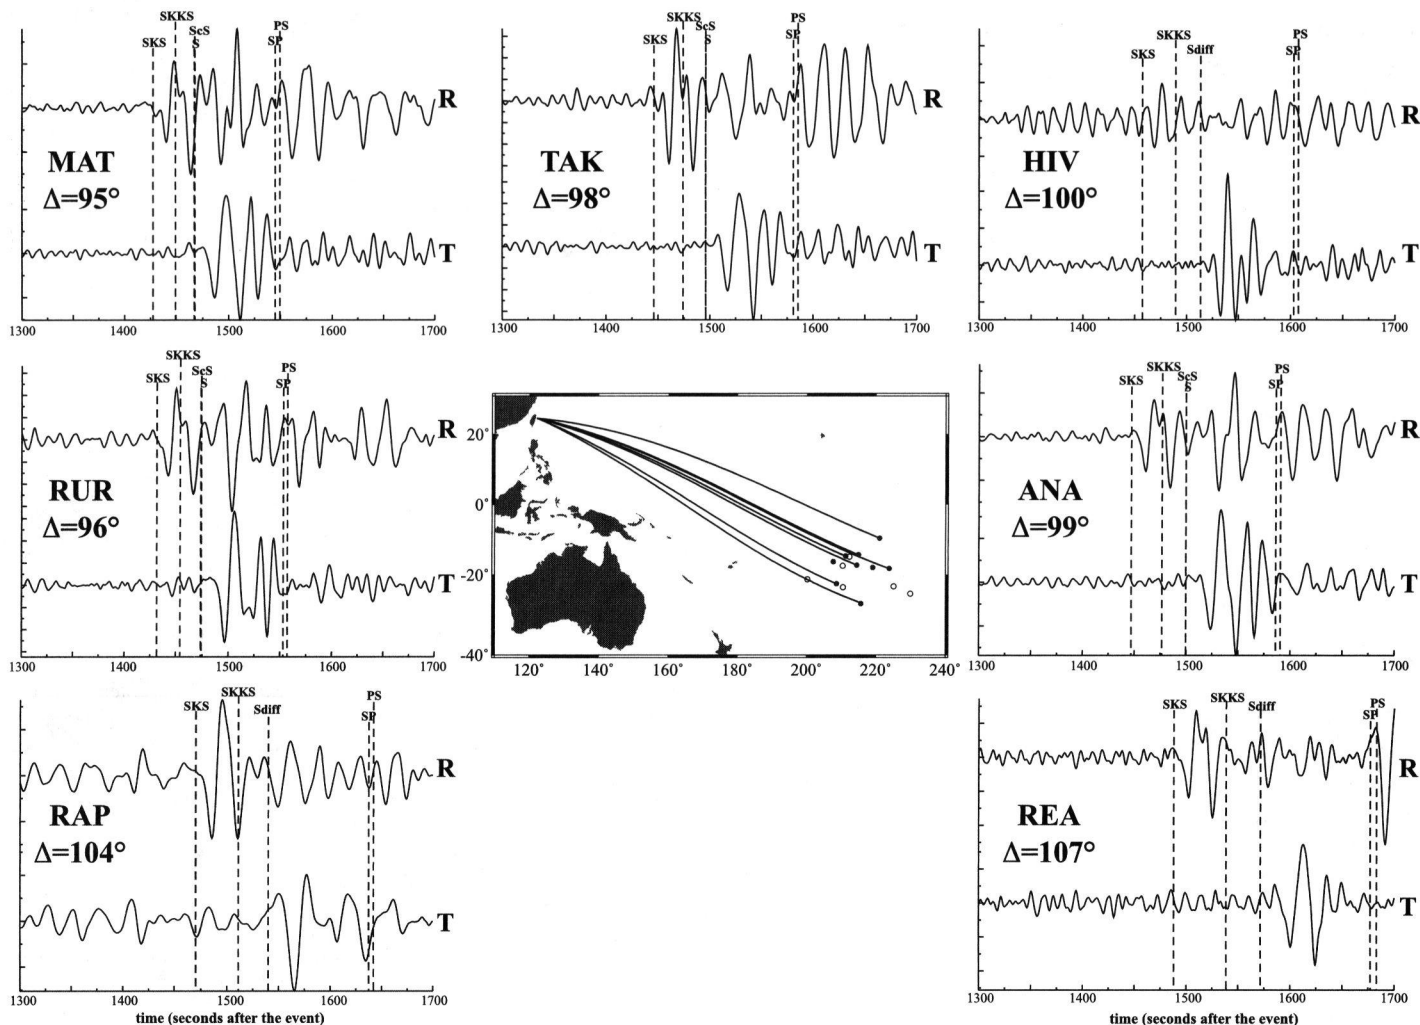 SKS SKKS ScS S SP PS
R
MAT
Δ=95°
T
1300 1400 1500 1600 1700
SKS SKKS ScS S SP PS
R
TAK
Δ=98°
T
1300 1400 1500 1600 1700
SKS SKKS Sdiff SP PS
R
HIV
Δ=100°
T
1300 1400 1500 1600 1700
SKS SKKS ScS S SP PS
R
RUR
Δ=96°
T
1300 1400 1500 1600 1700
20°
0°
-20°
-40°
120° 140° 160° 180° 200° 220° 240°
SKS SKKS ScS S SP PS
R
ANA
Δ=99°
T
1300 1400 1500 1600 1700
SKS SKKS Sdiff SP PS
R
RAP
Δ=104°
T
1300 1400 1500 1600 1700
time (seconds after the event)
SKS SKKS Sdiff SP PS
R
REA
Δ=107°
T
1300 1400 1500 1600 1700
time (seconds after the event)